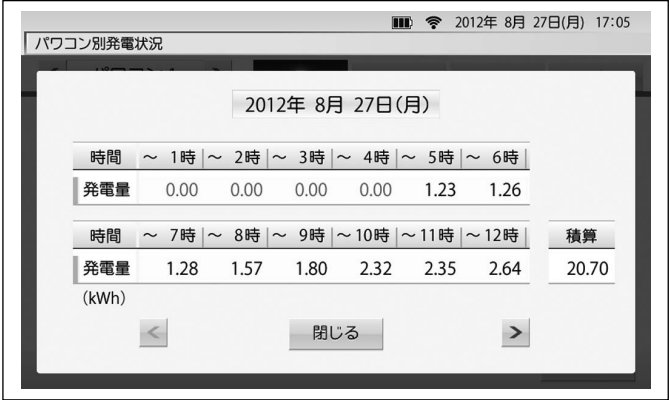 2012年 8月 27日(月) 17:05
パワコン別発電状況
2012年 8月 27日(月)
時間 ～ 1時 ～ 2時 ～ 3時 ～ 4時 ～ 5時 ～ 6時
発電量 0.00 0.00 0.00 0.00 1.23 1.26
時間 ～ 7時 ～ 8時 ～ 9時 ～10時 ～11時 ～12時 積算
発電量 1.28 1.57 1.80 2.32 2.35 2.64 20.70
(kWh)
< 閉じる >